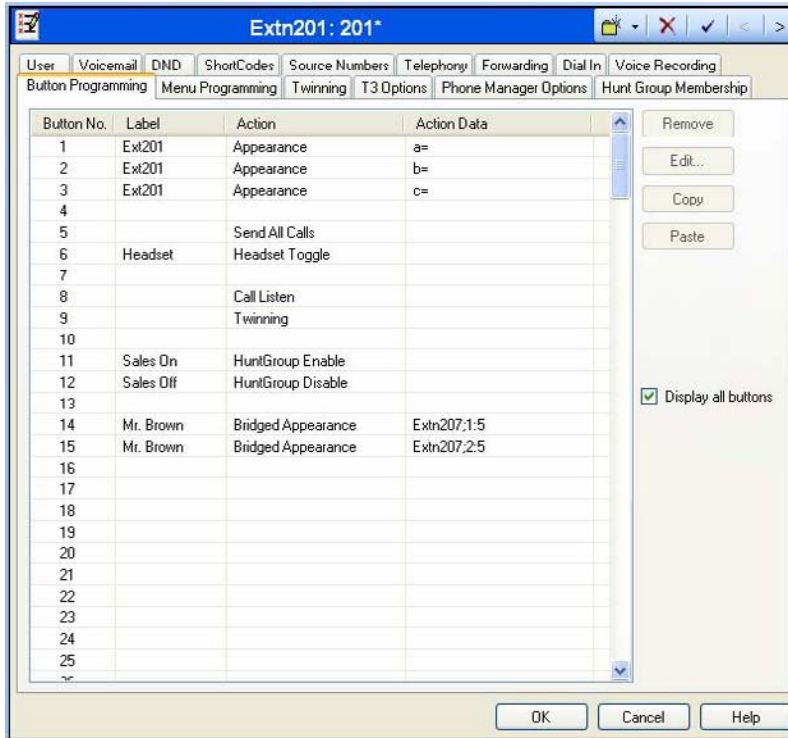 Extn201: 201*
User Voicemail DND ShortCodes Source Numbers Telephony Forwarding Dial In Voice Recording
Button Programming Menu Programming Twinning T3 Options Phone Manager Options Hunt Group Membership
Button No. Label Action Action Data
1 Ext201 Appearance a=
2 Ext201 Appearance b=
3 Ext201 Appearance c=
4
5 Send All Calls
6 Headset Headset Toggle
7
8 Call Listen
9 Twinning
10
11 Sales On HuntGroup Enable
12 Sales Off HuntGroup Disable
13
14 Mr. Brown Bridged Appearance Extn207;1:5
15 Mr. Brown Bridged Appearance Extn207;2:5
16
17
18
19
20
21
22
23
24
25
Remove
Edit...
Copy
Paste
Display all buttons
OK Cancel Help